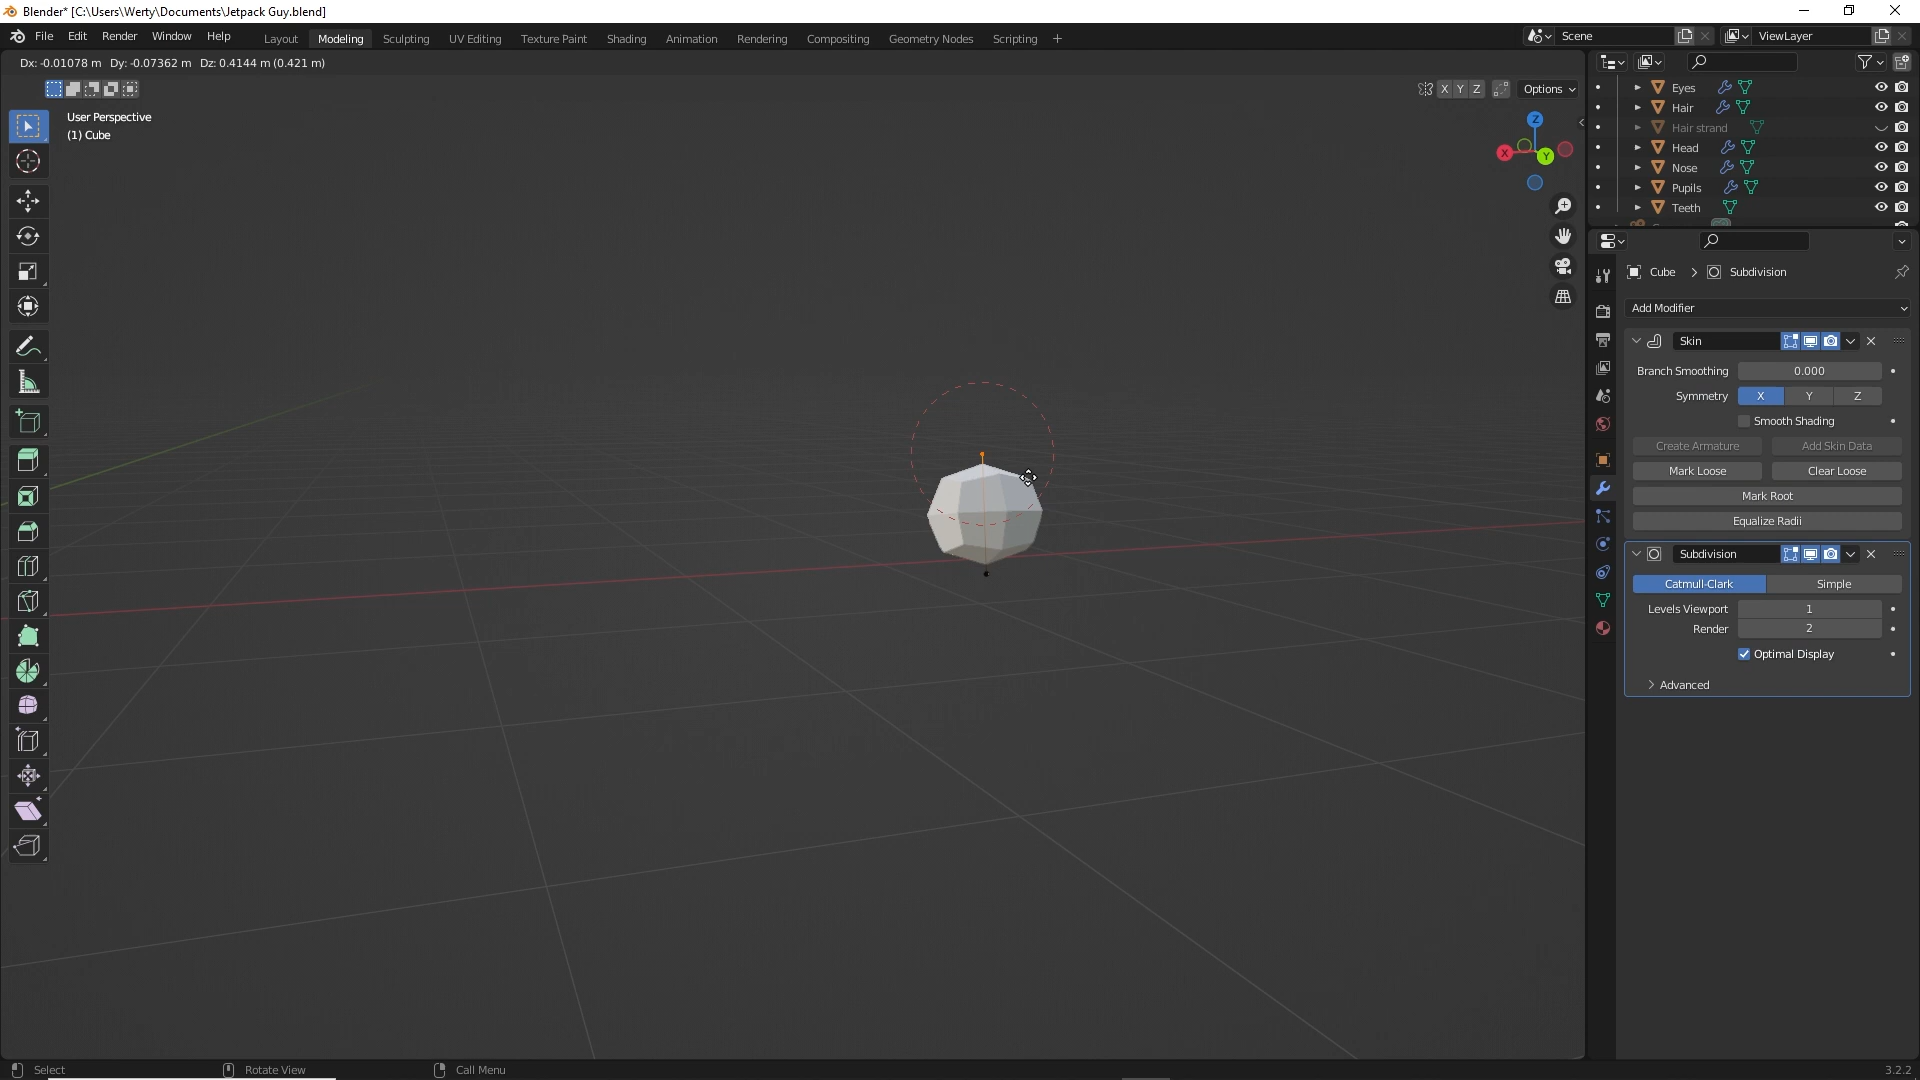 Blender* [C:\Users\Werty\Documents\Jetpack Guy.blend]
File Edit Render Window Help
Layout Modeling Sculpting UV Editing Texture Paint Shading Animation Rendering Compositing Geometry Nodes Scripting +
Scene
ViewLayer
Dx: -0.01078 m Dy: -0.07362 m Dz: 0.4144 m (0.421 m)
X Y Z
Options
User Perspective
(1) Cube
Z
X
Y
Eyes
Hair
Hair strand
Head
Nose
Pupils
Teeth
Cube > Subdivision
Add Modifier
Skin
Branch Smoothing 0.000
Symmetry X Y Z
Smooth Shading
Create Armature Add Skin Data
Mark Loose Clear Loose
Mark Root
Equalize Radii
Subdivision
Catmull-Clark Simple
Levels Viewport 1
Render 2
Optimal Display
Advanced
Select Rotate View Call Menu
3.2.2